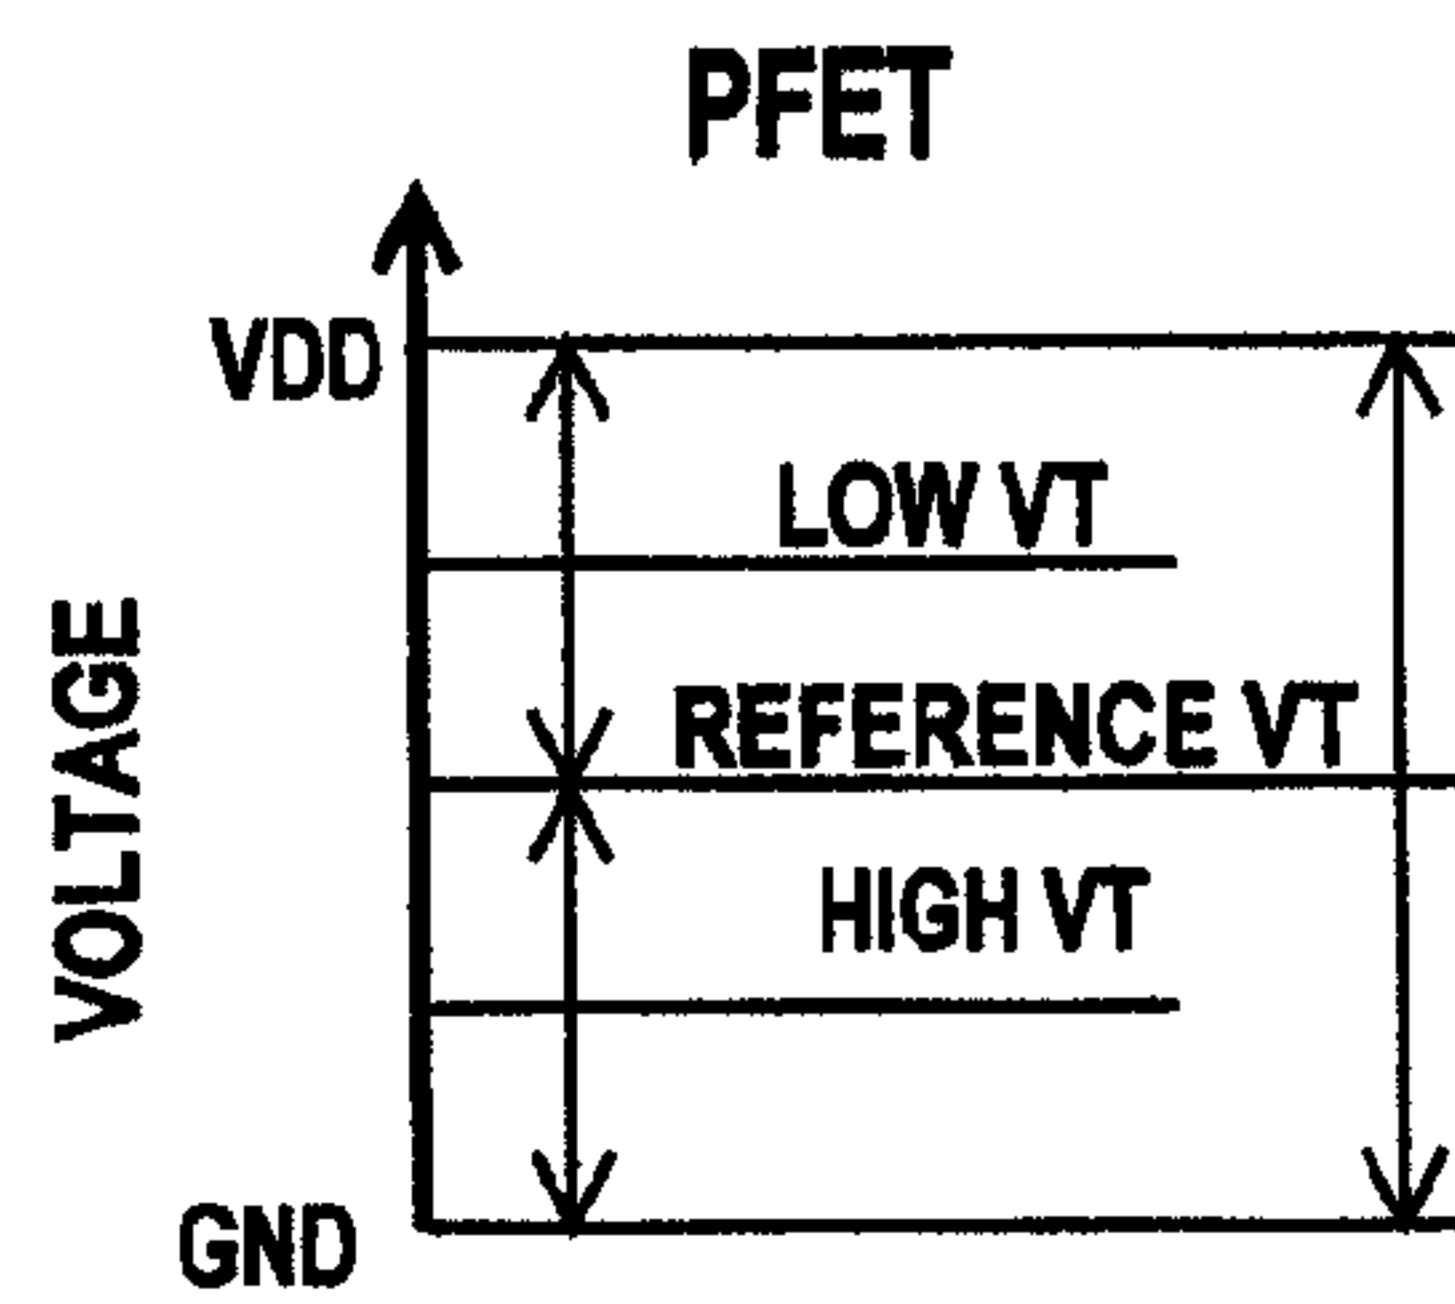 PFET
VDD
LOW VT
REFERENCE VT
HIGH VT
VOLTAGE
GND